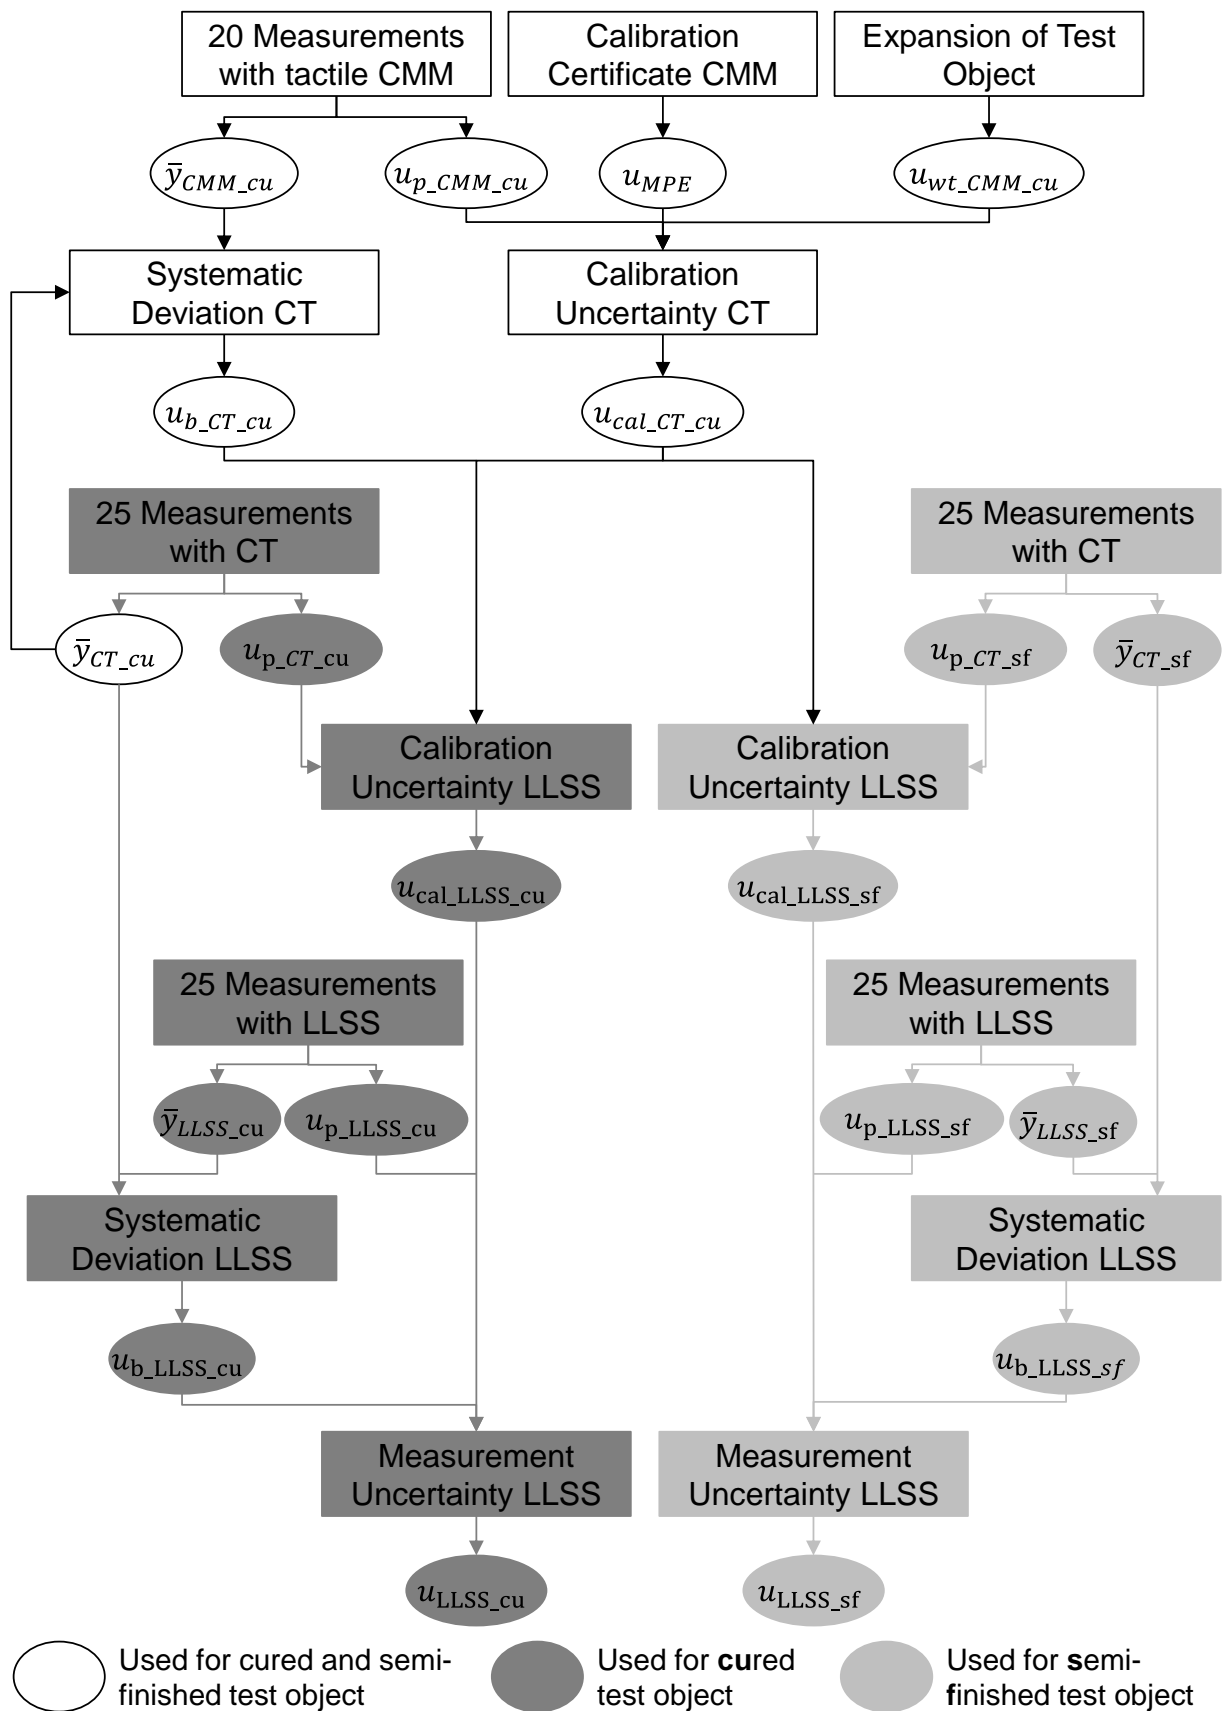 20 Measurements
with tactile CMM
Calibration
Certificate CMM
Expansion of Test
Object
ȳ_CMM_cu
u_p_CMM_cu
u_MPE
u_wt_CMM_cu
Systematic
Deviation CT
Calibration
Uncertainty CT
u_b_CT_cu
u_cal_CT_cu
25 Measurements
with CT
25 Measurements
with CT
ȳ_CT_cu
u_p_CT_cu
u_p_CT_sf
ȳ_CT_sf
Calibration
Uncertainty LLSS
Calibration
Uncertainty LLSS
u_cal_LLSS_cu
u_cal_LLSS_sf
25 Measurements
with LLSS
25 Measurements
with LLSS
ȳ_LLSS_cu
u_p_LLSS_cu
u_p_LLSS_sf
ȳ_LLSS_sf
Systematic
Deviation LLSS
Systematic
Deviation LLSS
u_b_LLSS_cu
u_b_LLSS_sf
Measurement
Uncertainty LLSS
Measurement
Uncertainty LLSS
u_LLSS_cu
u_LLSS_sf
Used for cured and semi-
finished test object
Used for cured
test object
Used for semi-
finished test object